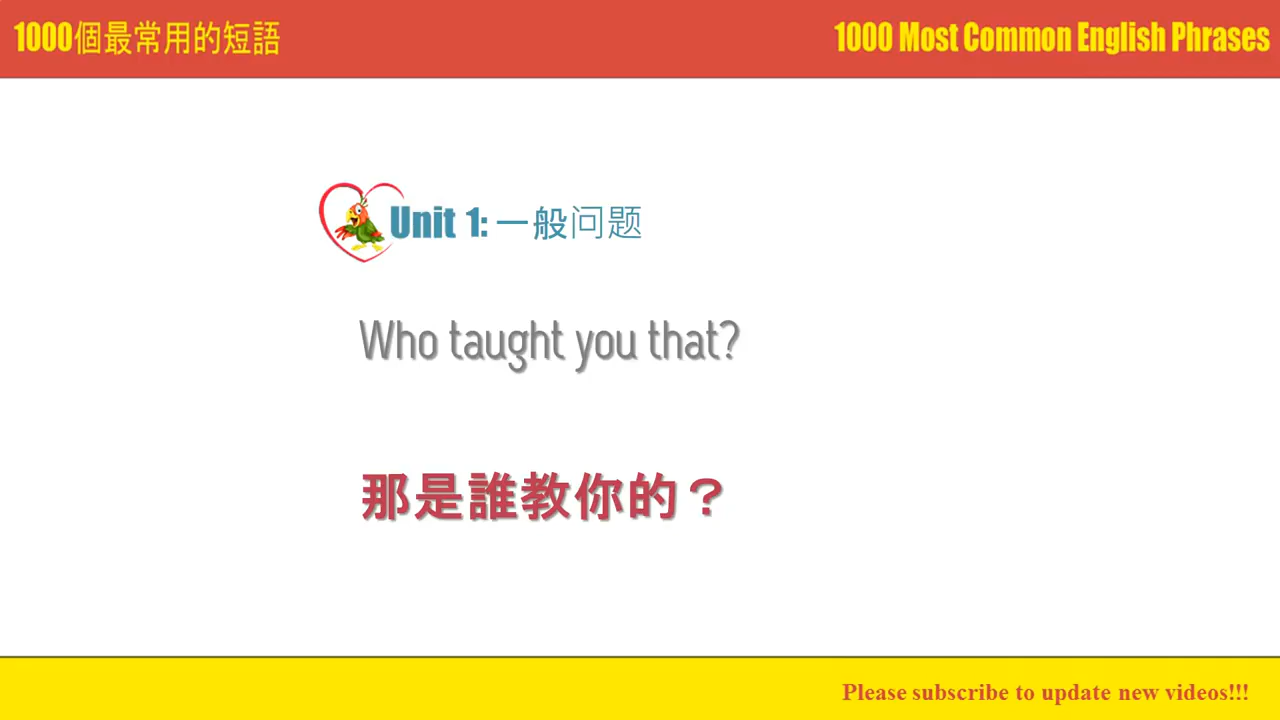 1000個最常用的短語
1000 Most Common English Phrases
Unit 1: 一般问题
Who taught you that?
那是誰教你的？
Please subscribe to update new videos!!!